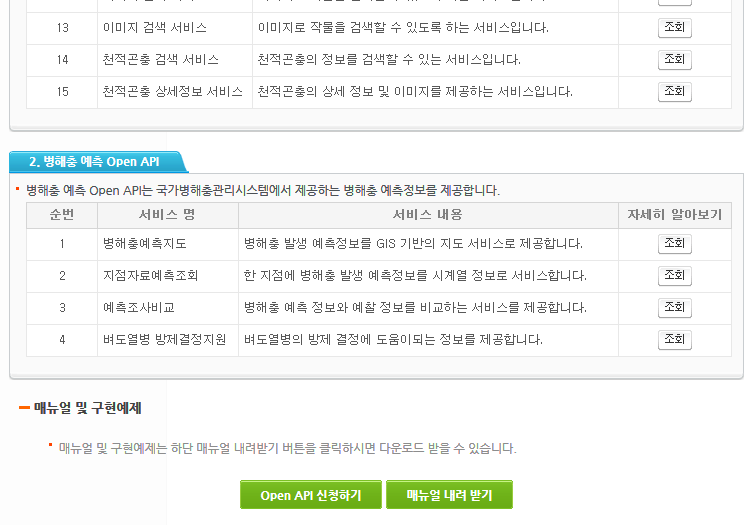 13 이미지 검색 서비스 이미지로 작물을 검색할 수 있도록 하는 서비스입니다. 조회
14 천적곤충 검색 서비스 천적곤충의 정보를 검색할 수 있는 서비스입니다. 조회
15 천적곤충 상세정보 서비스 천적곤충의 상세 정보 및 이미지를 제공하는 서비스입니다. 조회
2. 병해충 예측 Open API
병해충 예측 Open API는 국가병해충관리시스템에서 제공하는 병해충 예측정보를 제공합니다.
순번 서비스 명 서비스 내용 자세히 알아보기
1 병해충예측지도 병해충 발생 예측정보를 GIS 기반의 지도 서비스로 제공합니다. 조회
2 지점자료예측조회 한 지점에 병해충 발생 예측정보를 시계열 정보로 서비스합니다. 조회
3 예측조사비교 병해충 예측 정보와 예찰 정보를 비교하는 서비스를 제공합니다. 조회
4 벼도열병 방제결정지원 벼도열병의 방제 결정에 도움이되는 정보를 제공합니다. 조회
매뉴얼 및 구현예제
매뉴얼 및 구현예제는 하단 매뉴얼 내려받기 버튼을 클릭하시면 다운로드 받을 수 있습니다.
Open API 신청하기 매뉴얼 내려 받기